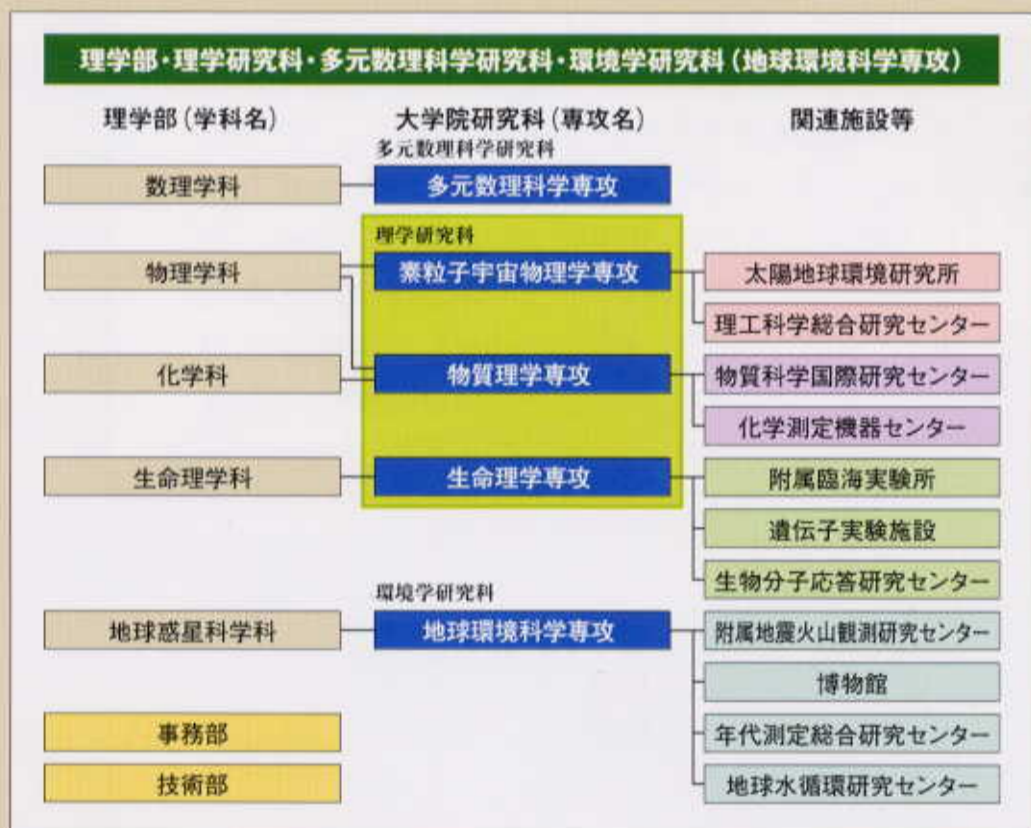 理学部・理学研究科・多元数理科学研究科・環境学研究科(地球環境科学専攻)
理学部(学科名)
大学院研究科(専攻名)
関連施設等
多元数理科学研究科
数理学科
多元数理科学専攻
理学研究科
物理学科
素粒子宇宙物理学専攻
太陽地球環境研究所
理工科学総合研究センター
化学科
物質理学専攻
物質科学国際研究センター
化学測定機器センター
生命理学科
生命理学専攻
附属臨海実験所
遺伝子実験施設
生物分子応答研究センター
環境学研究科
地球惑星科学科
地球環境科学専攻
附属地震火山観測研究センター
博物館
事務部
年代測定総合研究センター
技術部
地球水循環研究センター